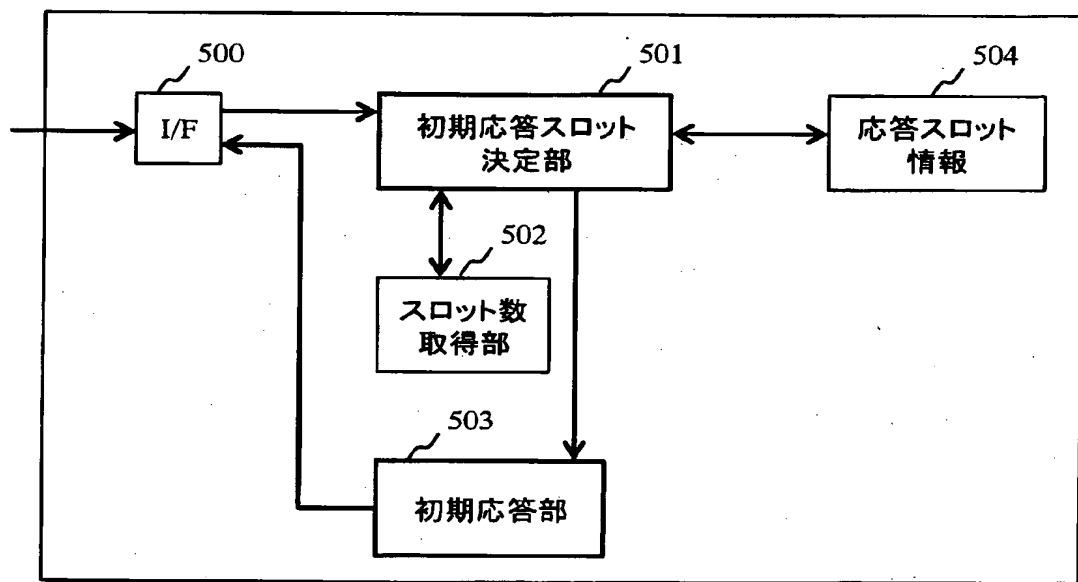 500
I/F
501
初期応答スロット
決定部
504
応答スロット
情報
502
スロット数
取得部
503
初期応答部